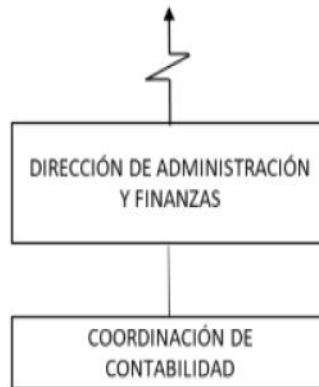 DIRECCIÓN DE ADMINISTRACIÓN
Y FINANZAS
COORDINACIÓN DE
CONTABILIDAD